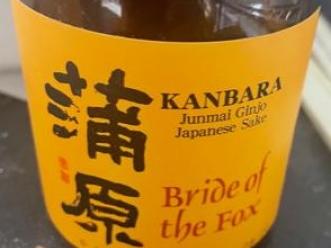 蒲原
KANBARA
Junmai Ginjo
Japanese Sake
Bride of
the Fox